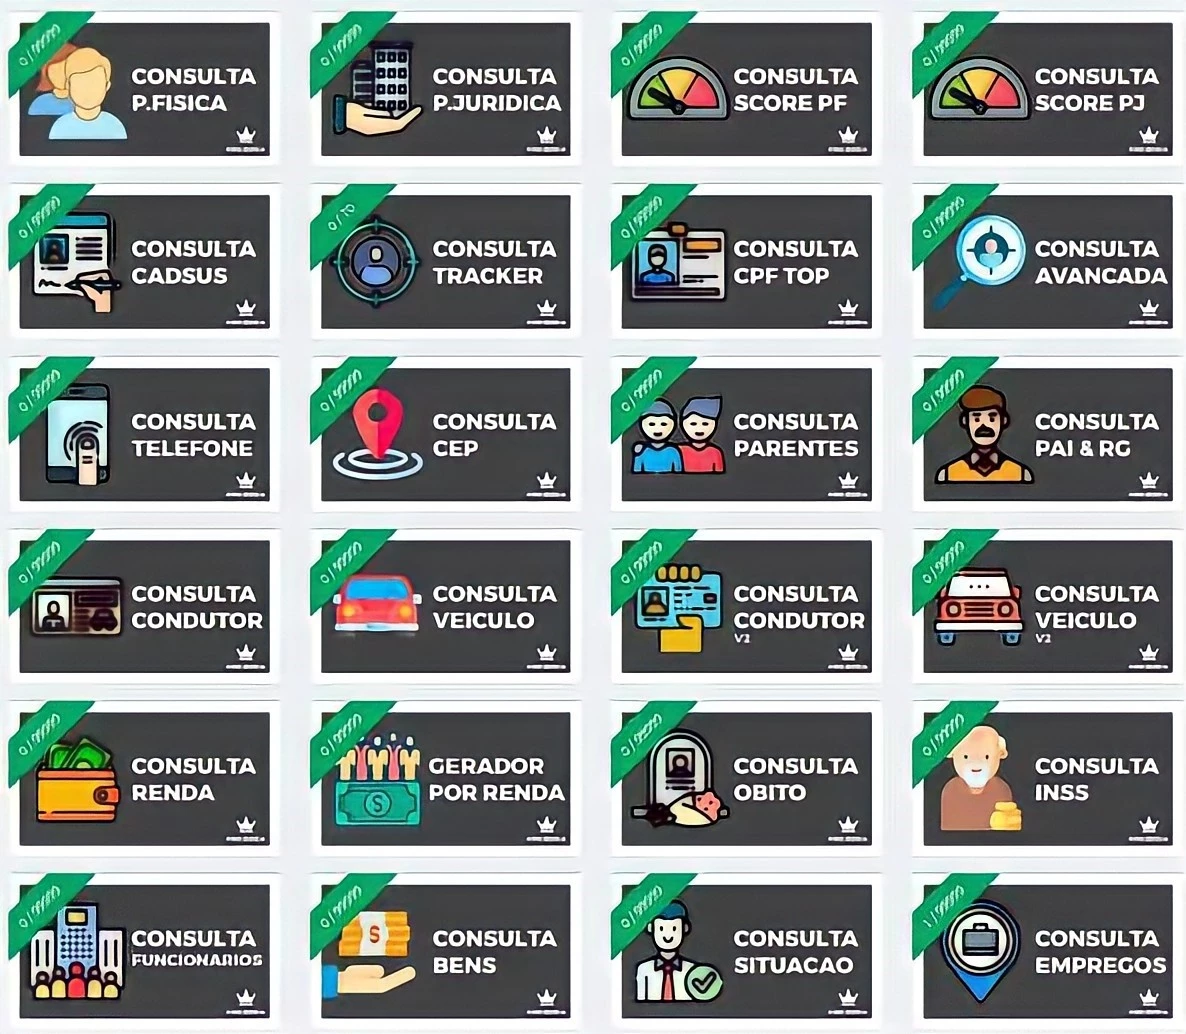 CONSULTA
P.FISICA
CONSULTA
P.JURIDICA
CONSULTA
SCORE PF
CONSULTA
SCORE PJ
CONSULTA
CADSUS
0/70
CONSULTA
TRACKER
CONSULTA
CPF TOP
CONSULTA
AVANCADA
CONSULTA
TELEFONE
CONSULTA
CEP
CONSULTA
PARENTES
CONSULTA
PAI & RG
CONSULTA
CONDUTOR
CONSULTA
VEICULO
CONSULTA
CONDUTOR
V2
CONSULTA
VEICULO
V2
CONSULTA
RENDA
GERADOR
POR RENDA
$
CONSULTA
OBITO
CONSULTA
INSS
CONSULTA
FUNCIONARIOS
$
CONSULTA
BENS
CONSULTA
SITUACAO
CONSULTA
EMPREGOS